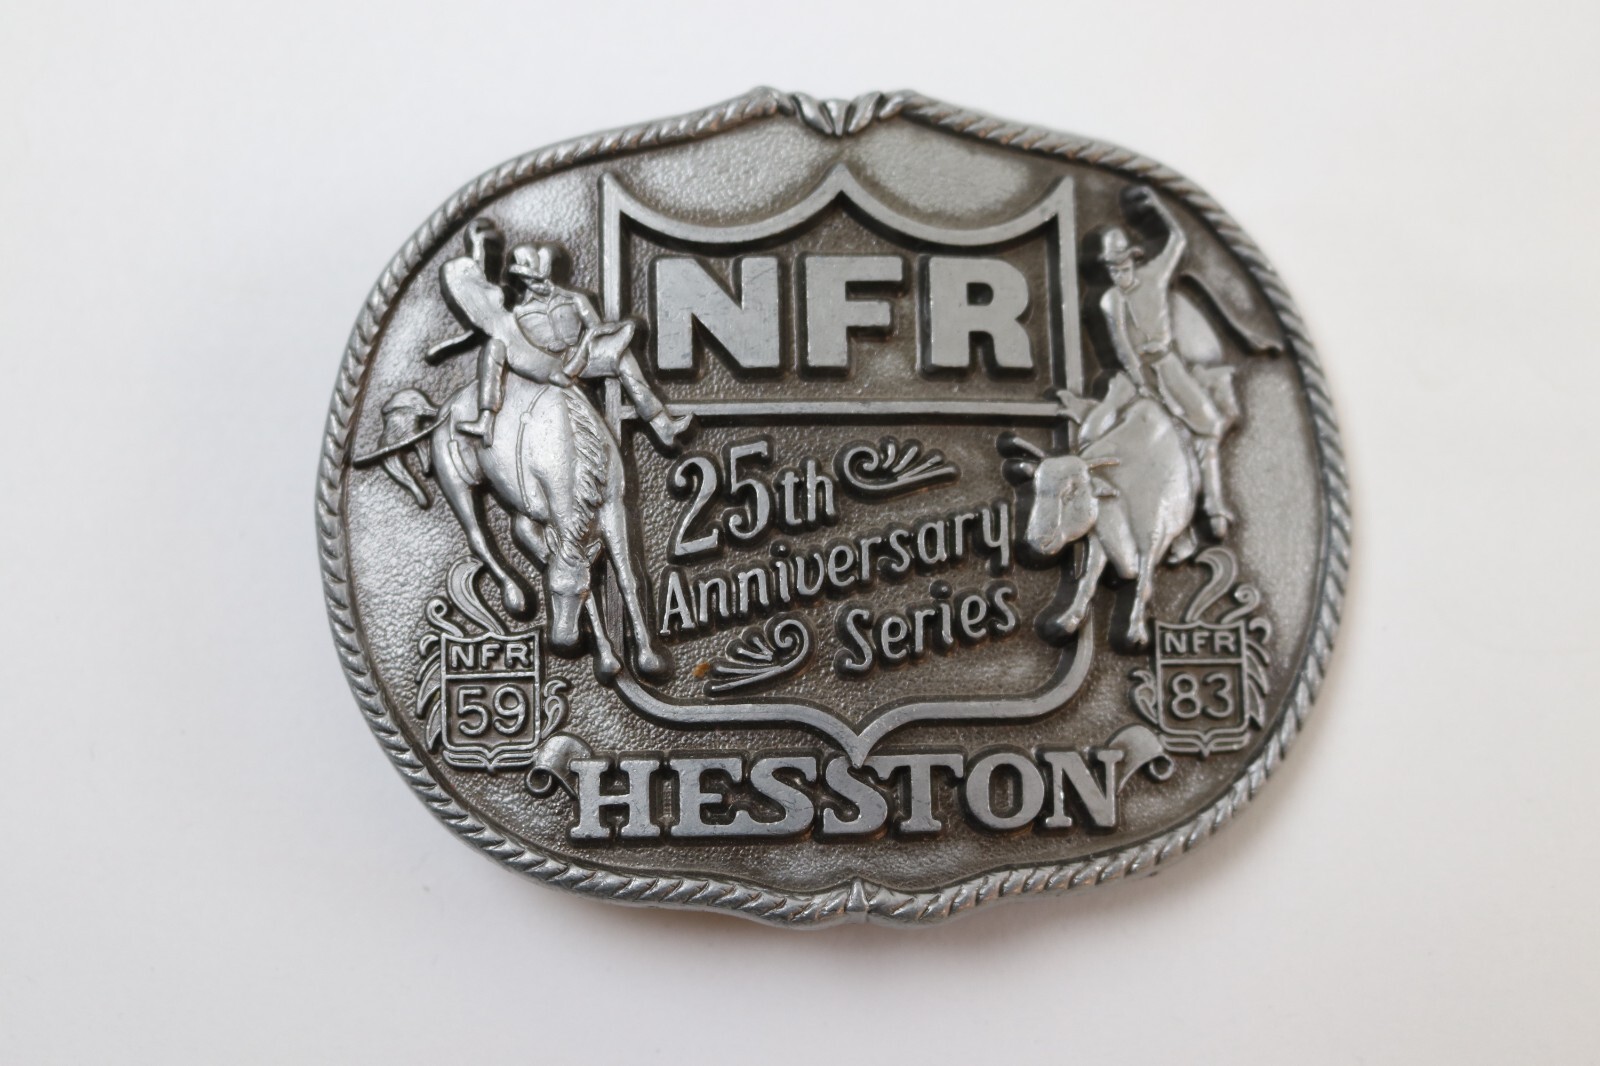 NFR
25th
Anniversary
Series
NFR
59
NFR
83
HESSTON